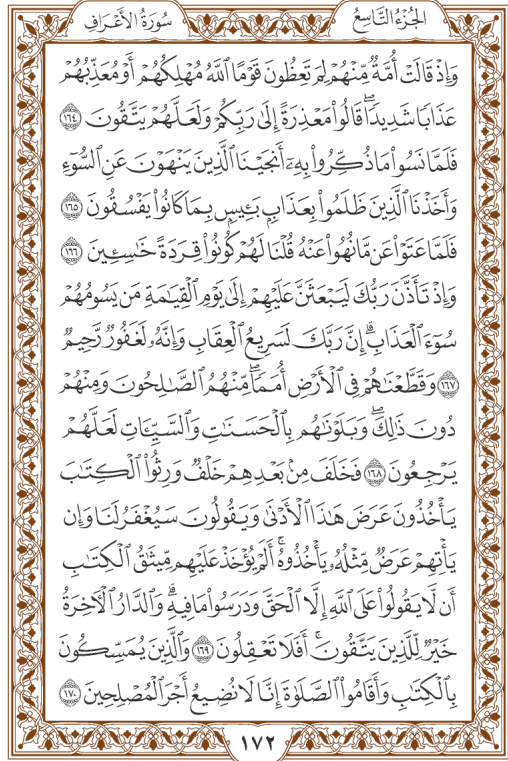 الجُزْءُ التَّاسِعُ
سُورَةُ الأَعْرَافِ
وَإِذْ قَالَتْ أُمَّةٌ مِّنْهُمْ لِمَ تَعِظُونَ قَوْمًا ٱللَّهُ مُهْلِكُهُمْ أَوْ مُعَذِّبُهُمْ
عَذَابًا شَدِيدًاۖ قَالُوا۟ مَعْذِرَةً إِلَىٰ رَبِّكُمْ وَلَعَلَّهُمْ يَتَّقُونَ ١٦٤
فَلَمَّا نَسُوا۟ مَا ذُكِّرُوا۟ بِهِۦٓ أَنجَيْنَا ٱلَّذِينَ يَنْهَوْنَ عَنِ ٱلسُّوٓءِ
وَأَخَذْنَا ٱلَّذِينَ ظَلَمُوا۟ بِعَذَابٍۭ بَـِٔيسٍۭ بِمَا كَانُوا۟ يَفْسُقُونَ ١٦٥
فَلَمَّا عَتَوْا۟ عَن مَّا نُهُوا۟ عَنْهُ قُلْنَا لَهُمْ كُونُوا۟ قِرَدَةً خَـٰسِـِٔينَ ١٦٦
وَإِذْ تَأَذَّنَ رَبُّكَ لَيَبْعَثَنَّ عَلَيْهِمْ إِلَىٰ يَوْمِ ٱلْقِيَـٰمَةِ مَن يَسُومُهُمْ
سُوٓءَ ٱلْعَذَابِۗ إِنَّ رَبَّكَ لَسَرِيعُ ٱلْعِقَابِ وَإِنَّهُۥ لَغَفُورٌ رَّحِيمٌ
١٦٧ وَقَطَّعْنَـٰهُمْ فِى ٱلْأَرْضِ أُمَمًاۖ مِّنْهُمُ ٱلصَّـٰلِحُونَ وَمِنْهُمْ
دُونَ ذَٰلِكَۖ وَبَلَوْنَـٰهُم بِٱلْحَسَنَـٰتِ وَٱلسَّيِّـَٔاتِ لَعَلَّهُمْ
يَرْجِعُونَ ١٦٨ فَخَلَفَ مِنۢ بَعْدِهِمْ خَلْفٌ وَرِثُوا۟ ٱلْكِتَـٰبَ
يَأْخُذُونَ عَرَضَ هَـٰذَا ٱلْأَدْنَىٰ وَيَقُولُونَ سَيُغْفَرُ لَنَا وَإِن
يَأْتِهِمْ عَرَضٌ مِّثْلُهُۥ يَأْخُذُوهُۚ أَلَمْ يُؤْخَذْ عَلَيْهِم مِّيثَـٰقُ ٱلْكِتَـٰبِ
أَن لَّا يَقُولُوا۟ عَلَى ٱللَّهِ إِلَّا ٱلْحَقَّ وَدَرَسُوا۟ مَا فِيهِۗ وَٱلدَّارُ ٱلْـَٔاخِرَةُ
خَيْرٌ لِّلَّذِينَ يَتَّقُونَۚ أَفَلَا تَعْقِلُونَ ١٦٩ وَٱلَّذِينَ يُمَسِّكُونَ
بِٱلْكِتَـٰبِ وَأَقَامُوا۟ ٱلصَّلَوٰةَ إِنَّا لَا نُضِيعُ أَجْرَ ٱلْمُصْلِحِينَ ١٧٠
١٧٢